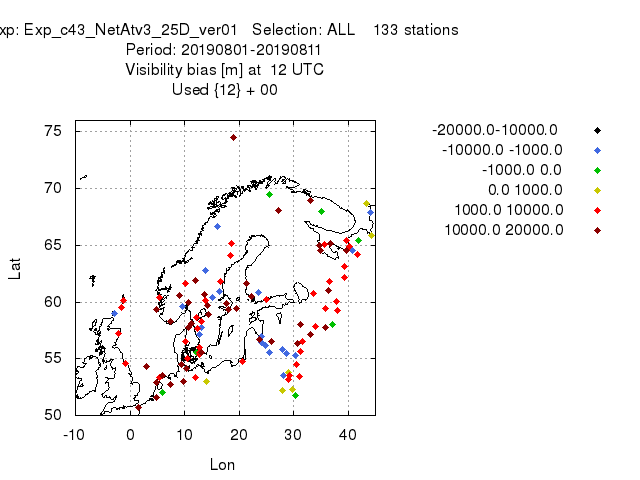 xp: Exp_c43_NetAtv3_25D_ver01 Selection: ALL 133 stations
Period: 20190801-20190811
Visibility bias [m] at 12 UTC
Used {12} + 00
-20000.0-10000.0
-10000.0 -1000.0
-1000.0 0.0
0.0 1000.0
1000.0 10000.0
10000.0 20000.0
75
70
65
60
55
50
Lat
-10 0 10 20 30 40
Lon